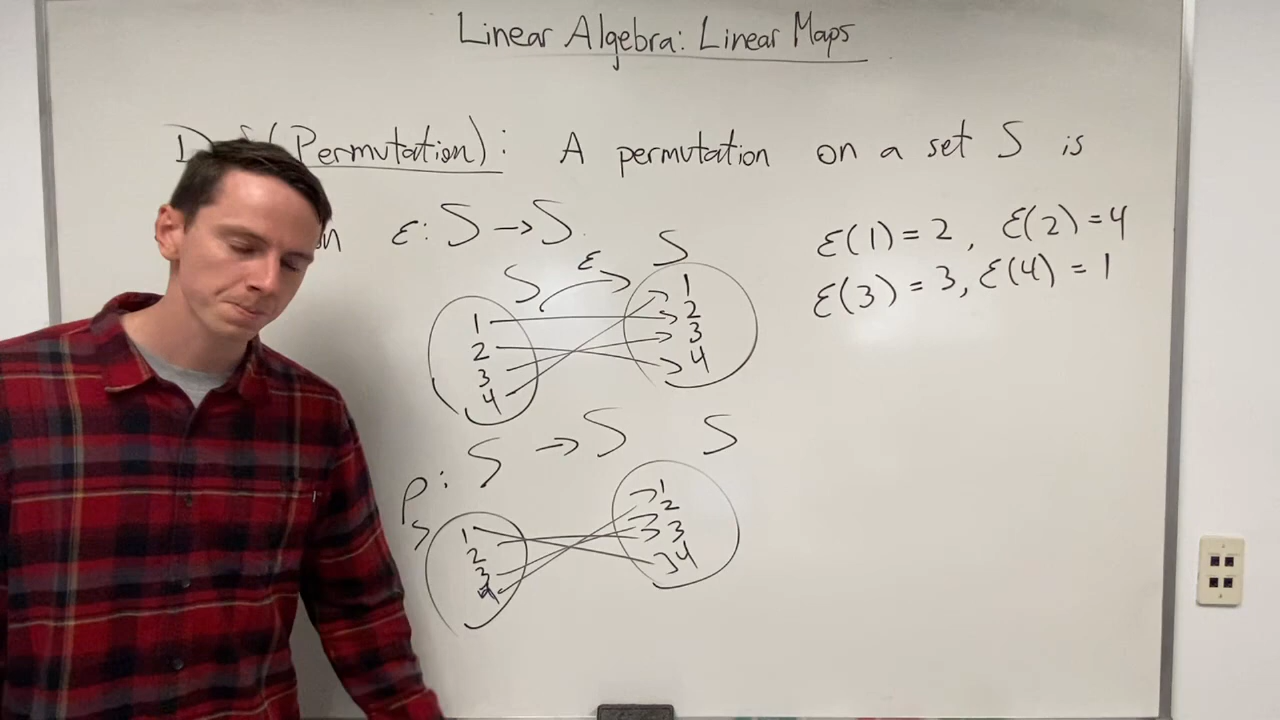 Linear Algebra: Linear Maps
(Permutation): A permutation on a set S is
ε: S → S
ε(1) = 2, ε(2) = 4
ε(3) = 3, ε(4) = 1
S ε S
1 1
2 2
3 3
4 4
ρ: S → S S
S
1 1
2 2
3 3
4 4